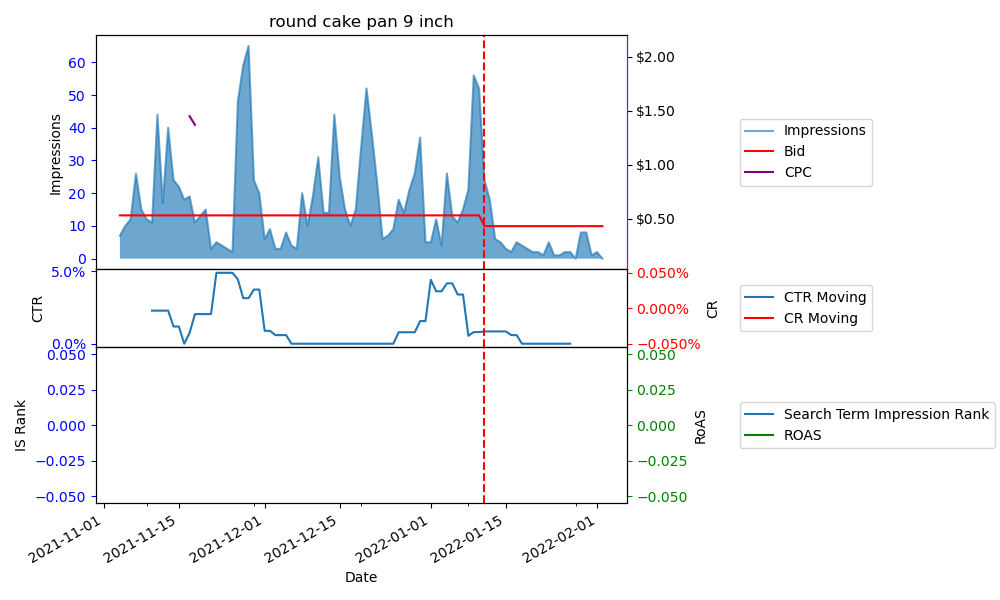 round cake pan 9 inch
Impressions
60
50
40
30
20
10
0
$2.00
$1.50
$1.00
$0.50
Impressions
Bid
CPC
CTR
5.0%
0.0%
0.050%
0.000%
−0.050%
CR
CTR Moving
CR Moving
IS Rank
0.050
0.025
0.000
−0.025
−0.050
0.050
0.025
0.000
−0.025
−0.050
RoAS
Search Term Impression Rank
ROAS
2021-11-01
2021-11-15
2021-12-01
2021-12-15
2022-01-01
2022-01-15
2022-02-01
Date